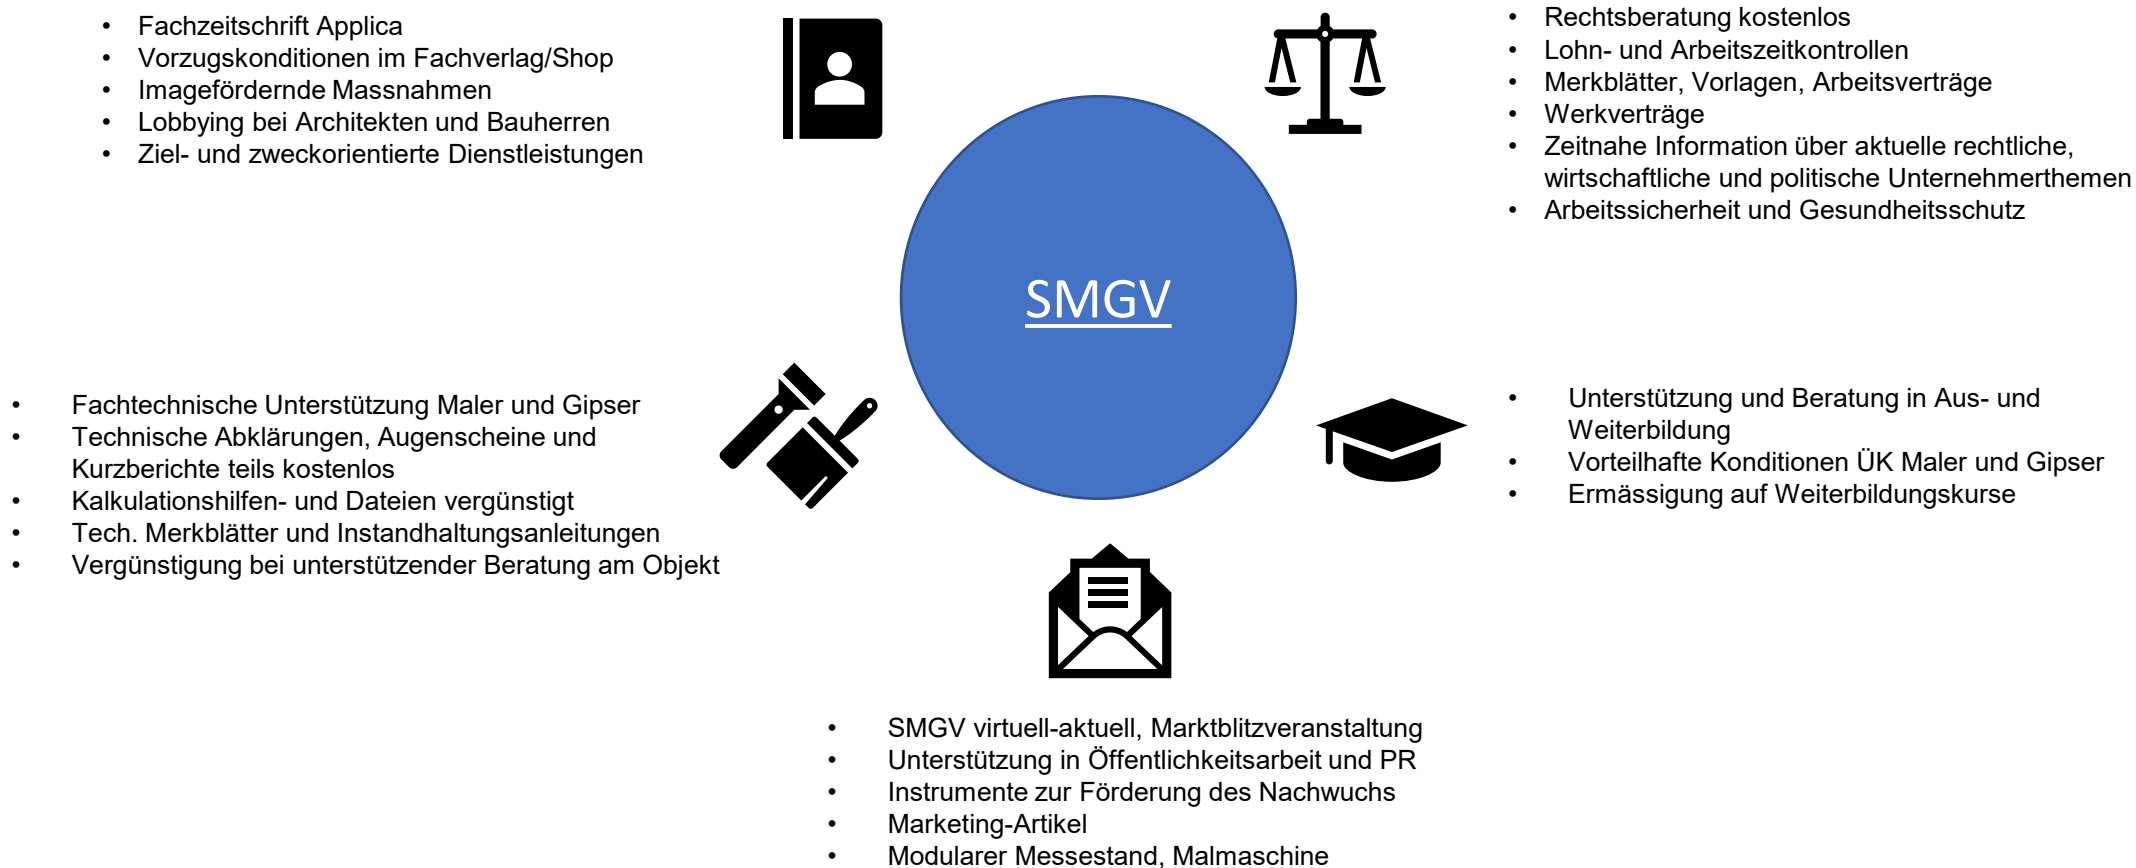 • Fachzeitschrift Applica
• Vorzugskonditionen im Fachverlag/Shop
• Imagefördernde Massnahmen
• Lobbying bei Architekten und Bauherren
• Ziel- und zweckorientierte Dienstleistungen
• Rechtsberatung kostenlos
• Lohn- und Arbeitszeitkontrollen
• Merkblätter, Vorlagen, Arbeitsverträge
• Werkverträge
• Zeitnahe Information über aktuelle rechtliche,
wirtschaftliche und politische Unternehmerthemen
• Arbeitssicherheit und Gesundheitsschutz
SMGV
• Fachtechnische Unterstützung Maler und Gipser
• Technische Abklärungen, Augenscheine und
Kurzberichte teils kostenlos
• Kalkulationshilfen- und Dateien vergünstigt
• Tech. Merkblätter und Instandhaltungsanleitungen
• Vergünstigung bei unterstützender Beratung am Objekt
• Unterstützung und Beratung in Aus- und
Weiterbildung
• Vorteilhafte Konditionen ÜK Maler und Gipser
• Ermässigung auf Weiterbildungskurse
• SMGV virtuell-aktuell, Marktblitzveranstaltung
• Unterstützung in Öffentlichkeitsarbeit und PR
• Instrumente zur Förderung des Nachwuchs
• Marketing-Artikel
• Modularer Messestand, Malmaschine